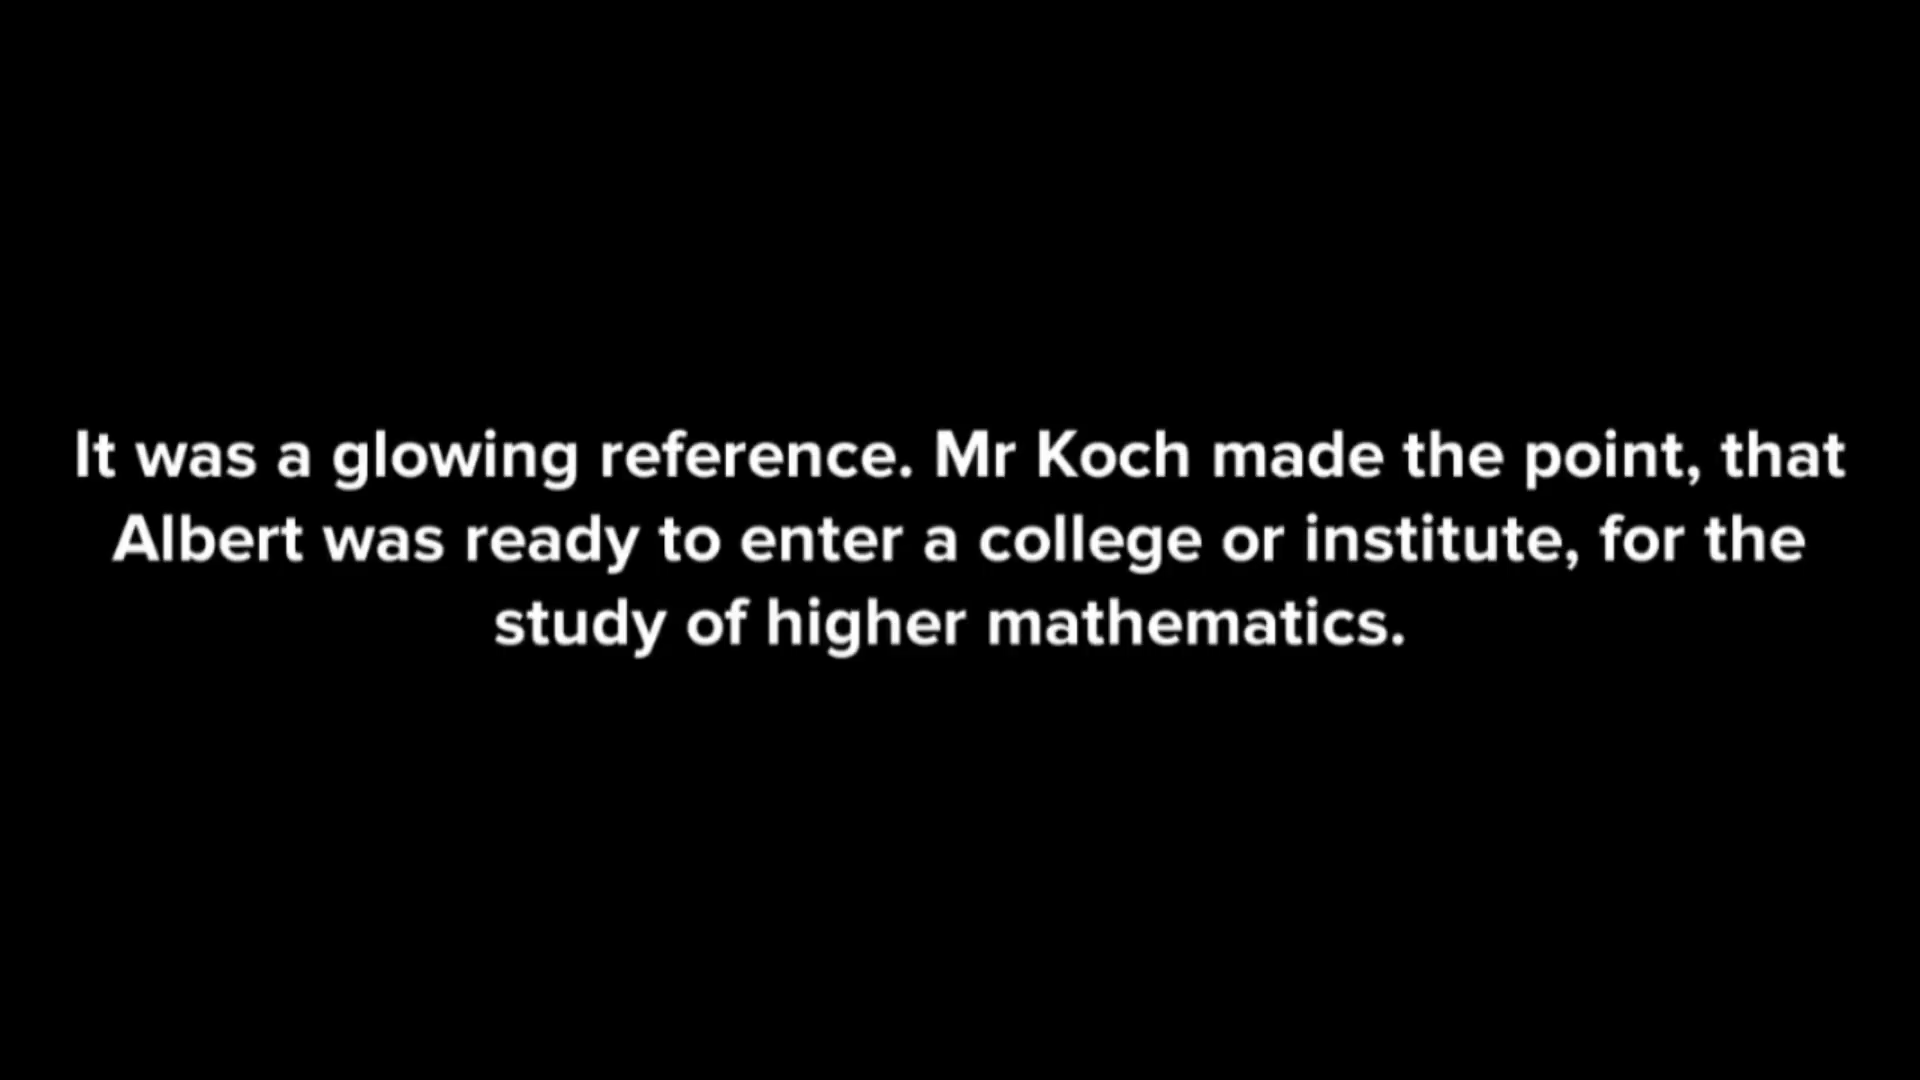 It was a glowing reference. Mr Koch made the point, that
Albert was ready to enter a college or institute, for the
study of higher mathematics.